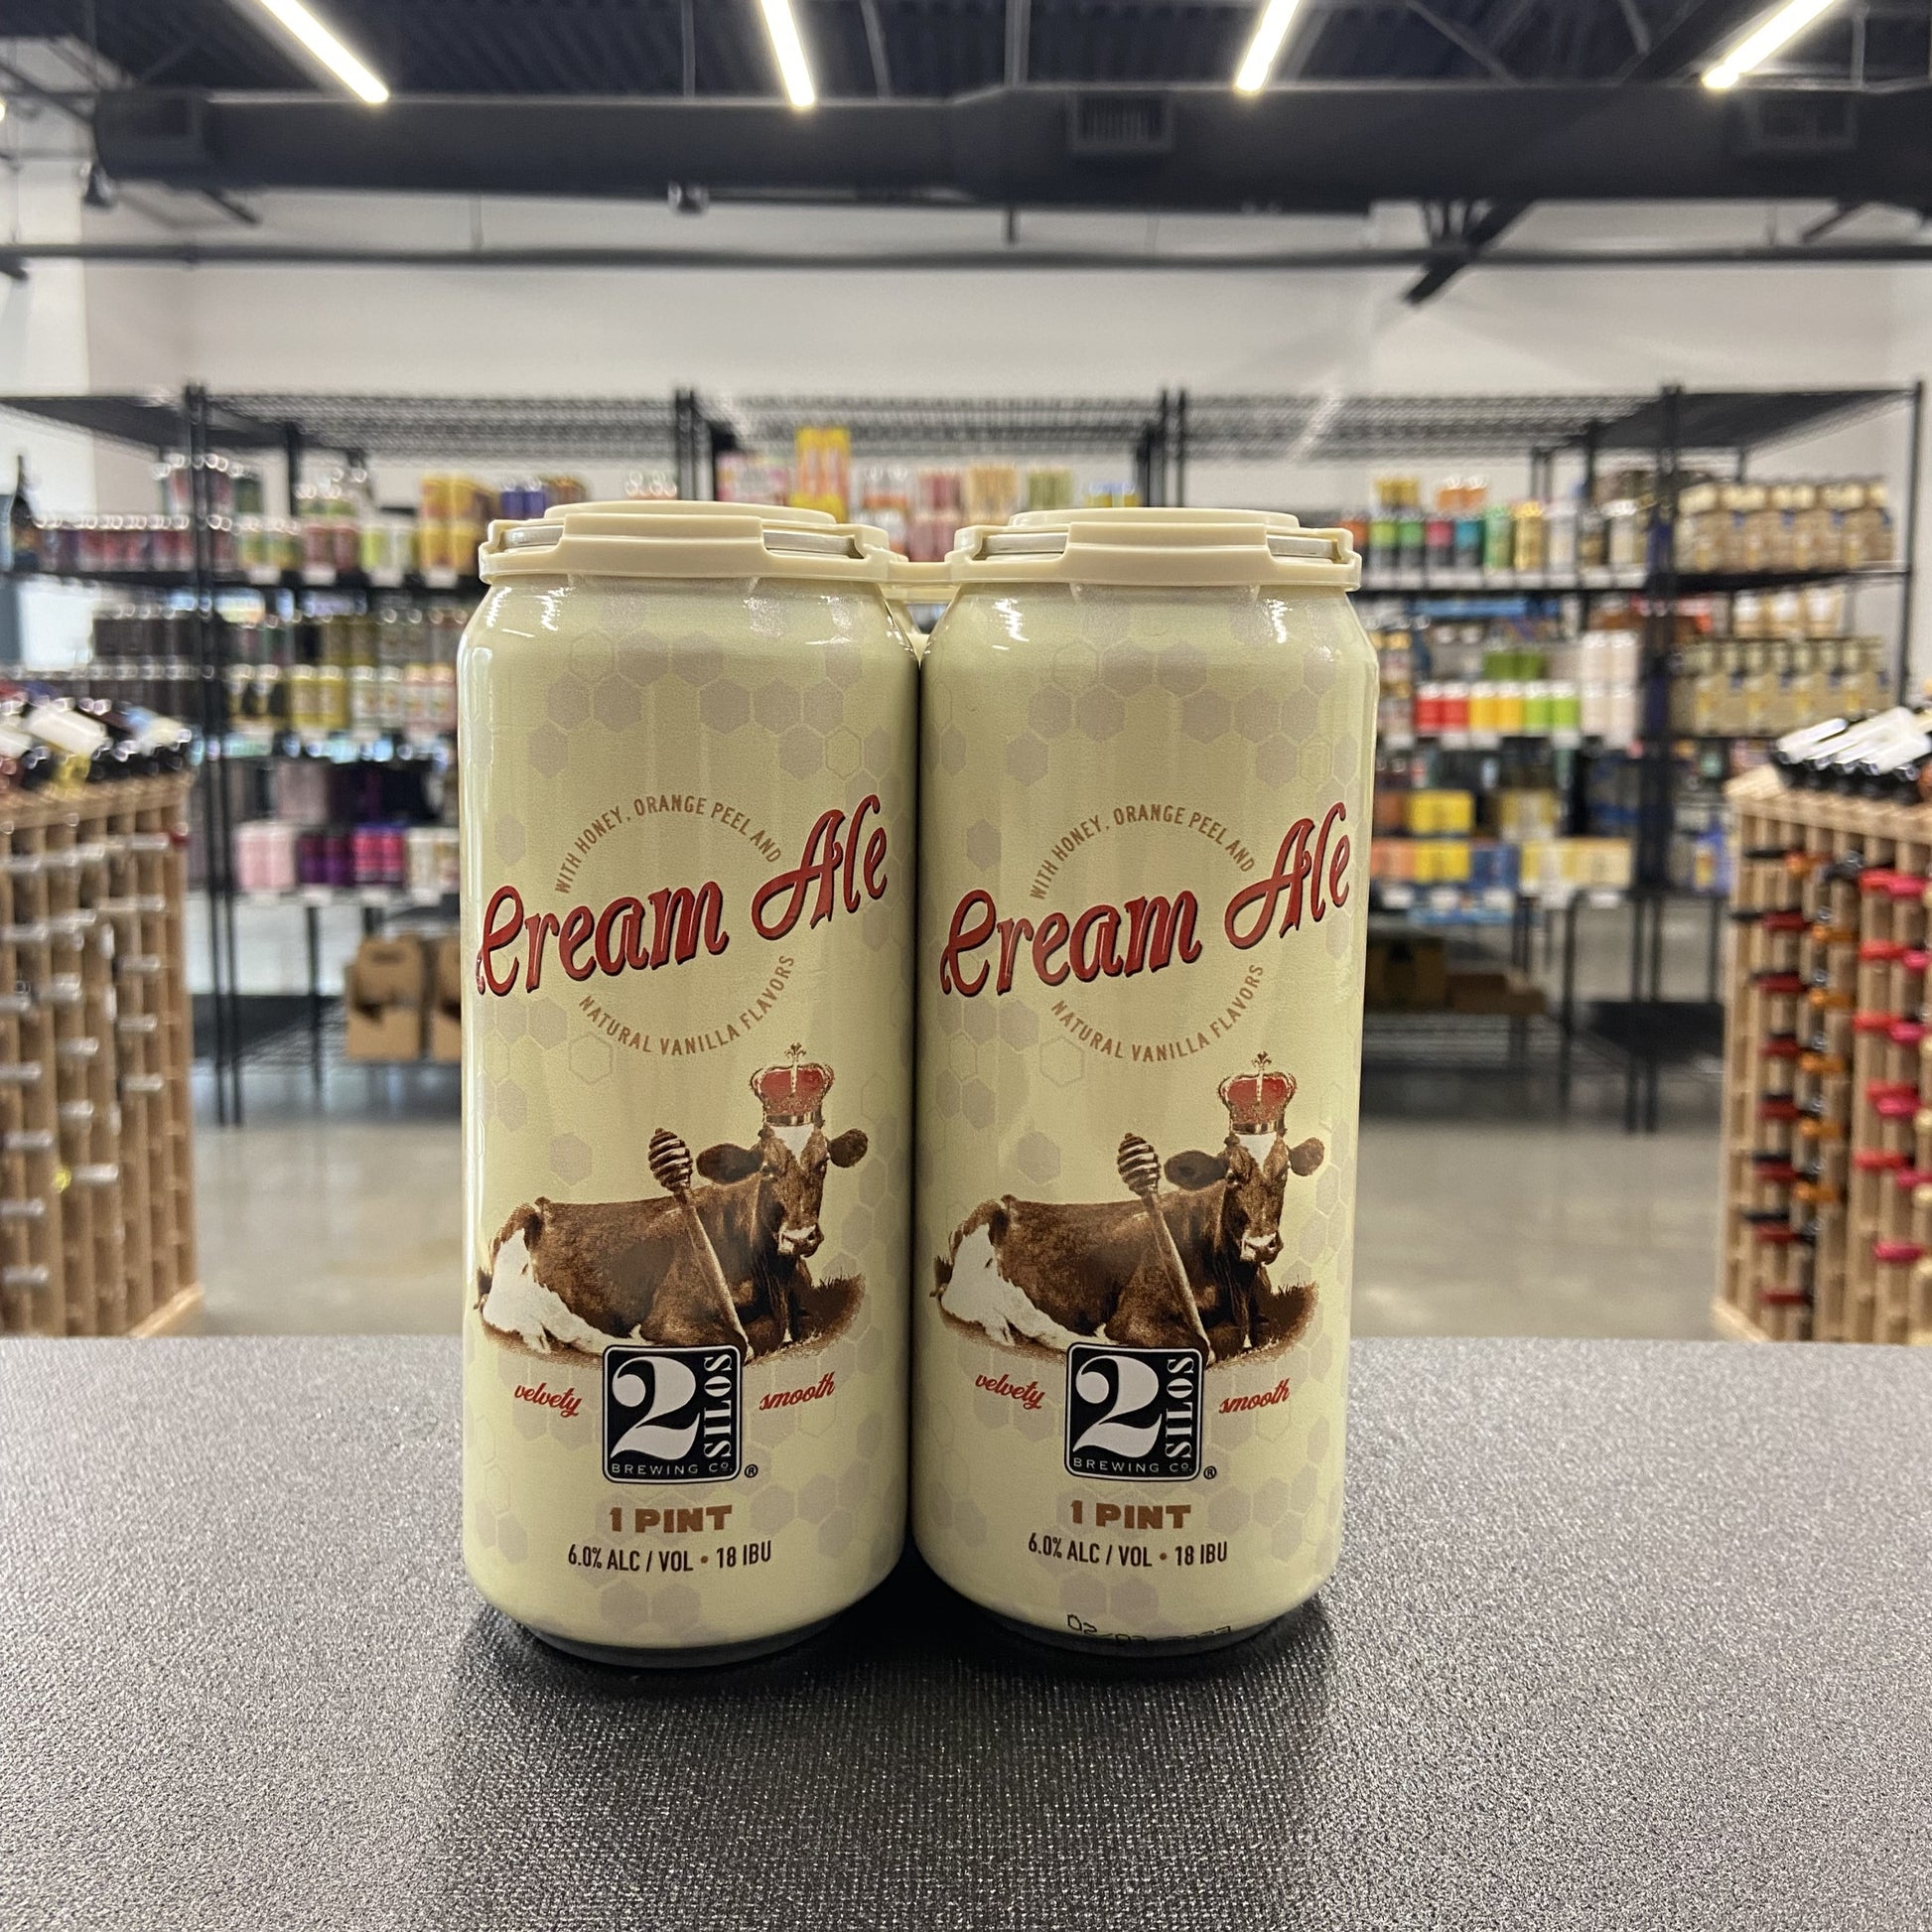 WITH HONEY, ORANGE PEEL AND
Cream Ale
NATURAL VANILLA FLAVORS
velvety
2
SILOS
BREWING Co.
®
smooth
1 PINT
6.0% ALC / VOL • 18 IBU
WITH HONEY, ORANGE PEEL AND
Cream Ale
NATURAL VANILLA FLAVORS
velvety
2
SILOS
BREWING Co.
®
smooth
1 PINT
6.0% ALC / VOL • 18 IBU